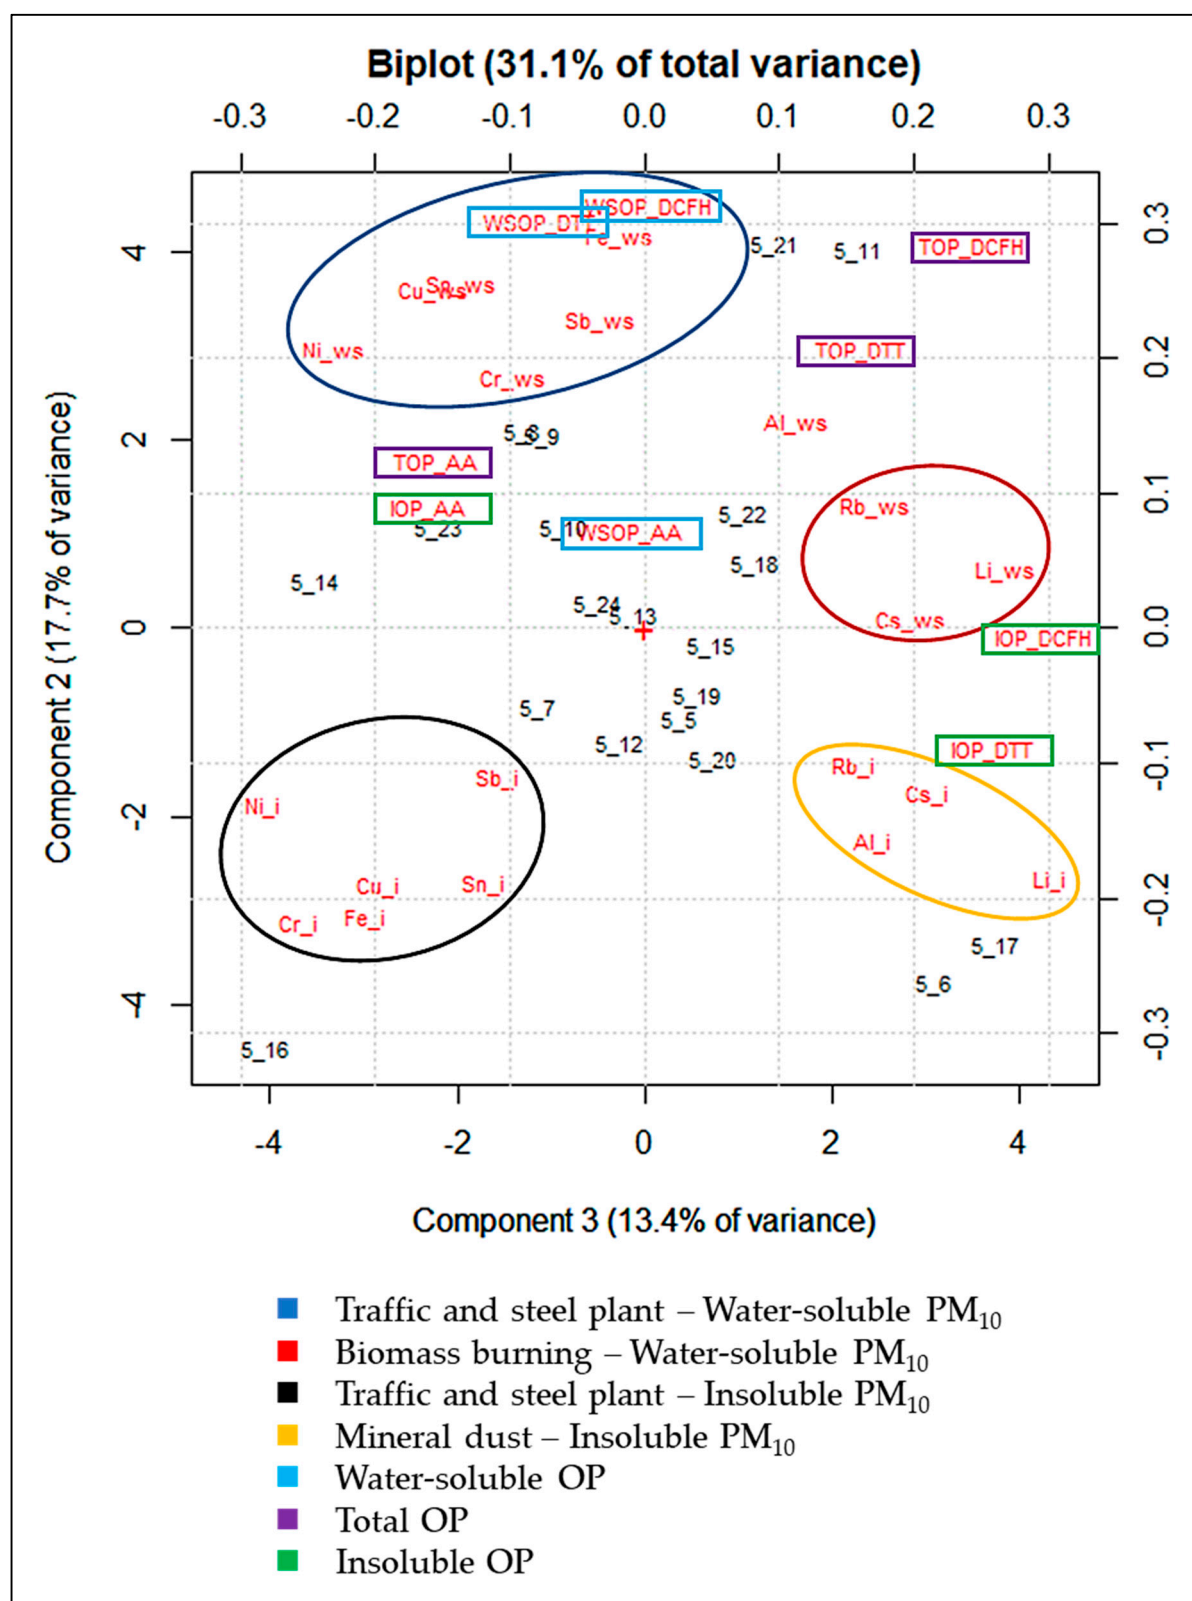 Biplot (31.1% of total variance)
-0.3 -0.2 -0.1 0.0 0.1 0.2 0.3
WSOP_DCFH
WSOP_DTT
0.3
Fe_ws
4
5_21
5_11
TOP_DCFH
Sn_ws
Cu_ws
Sb_ws
Ni_ws
TOP_DTT
0.2
Cr_ws
Al_ws
2
5_9
TOP_AA
IOP_AA
Rb_ws
0.1
5_22
5_23
5_10
WSOP_AA
5_18
Li_ws
5_14
5_24
5_13
Cs_ws
0
0.0
IOP_DCFH
5_15
5_19
5_7
5_5
5_12
IOP_DTT
-0.1
5_20
Rb_i
Sb_i
Cs_i
Ni_i
-2
Al_i
Cu_i
Sn_i
Li_i
-0.2
Fe_i
Cr_i
5_17
5_6
-4
-0.3
5_16
-4 -2 0 2 4
Component 2 (17.7% of variance)
Component 3 (13.4% of variance)
Traffic and steel plant – Water-soluble PM10
Biomass burning – Water-soluble PM10
Traffic and steel plant – Insoluble PM10
Mineral dust – Insoluble PM10
Water-soluble OP
Total OP
Insoluble OP